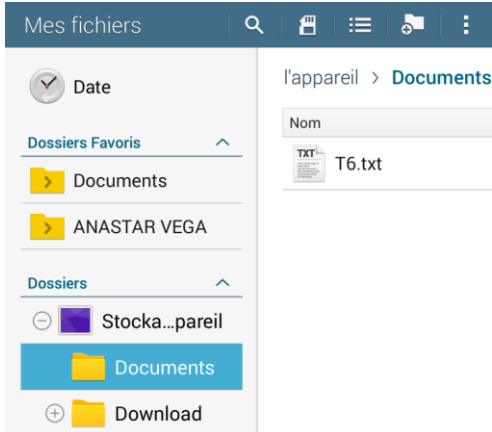 Mes fichiers
Date
Dossiers Favoris
Documents
ANASTAR VEGA
Dossiers
Stocka...pareil
Documents
Download
l'appareil > Documents
Nom
TXT
T6.txt